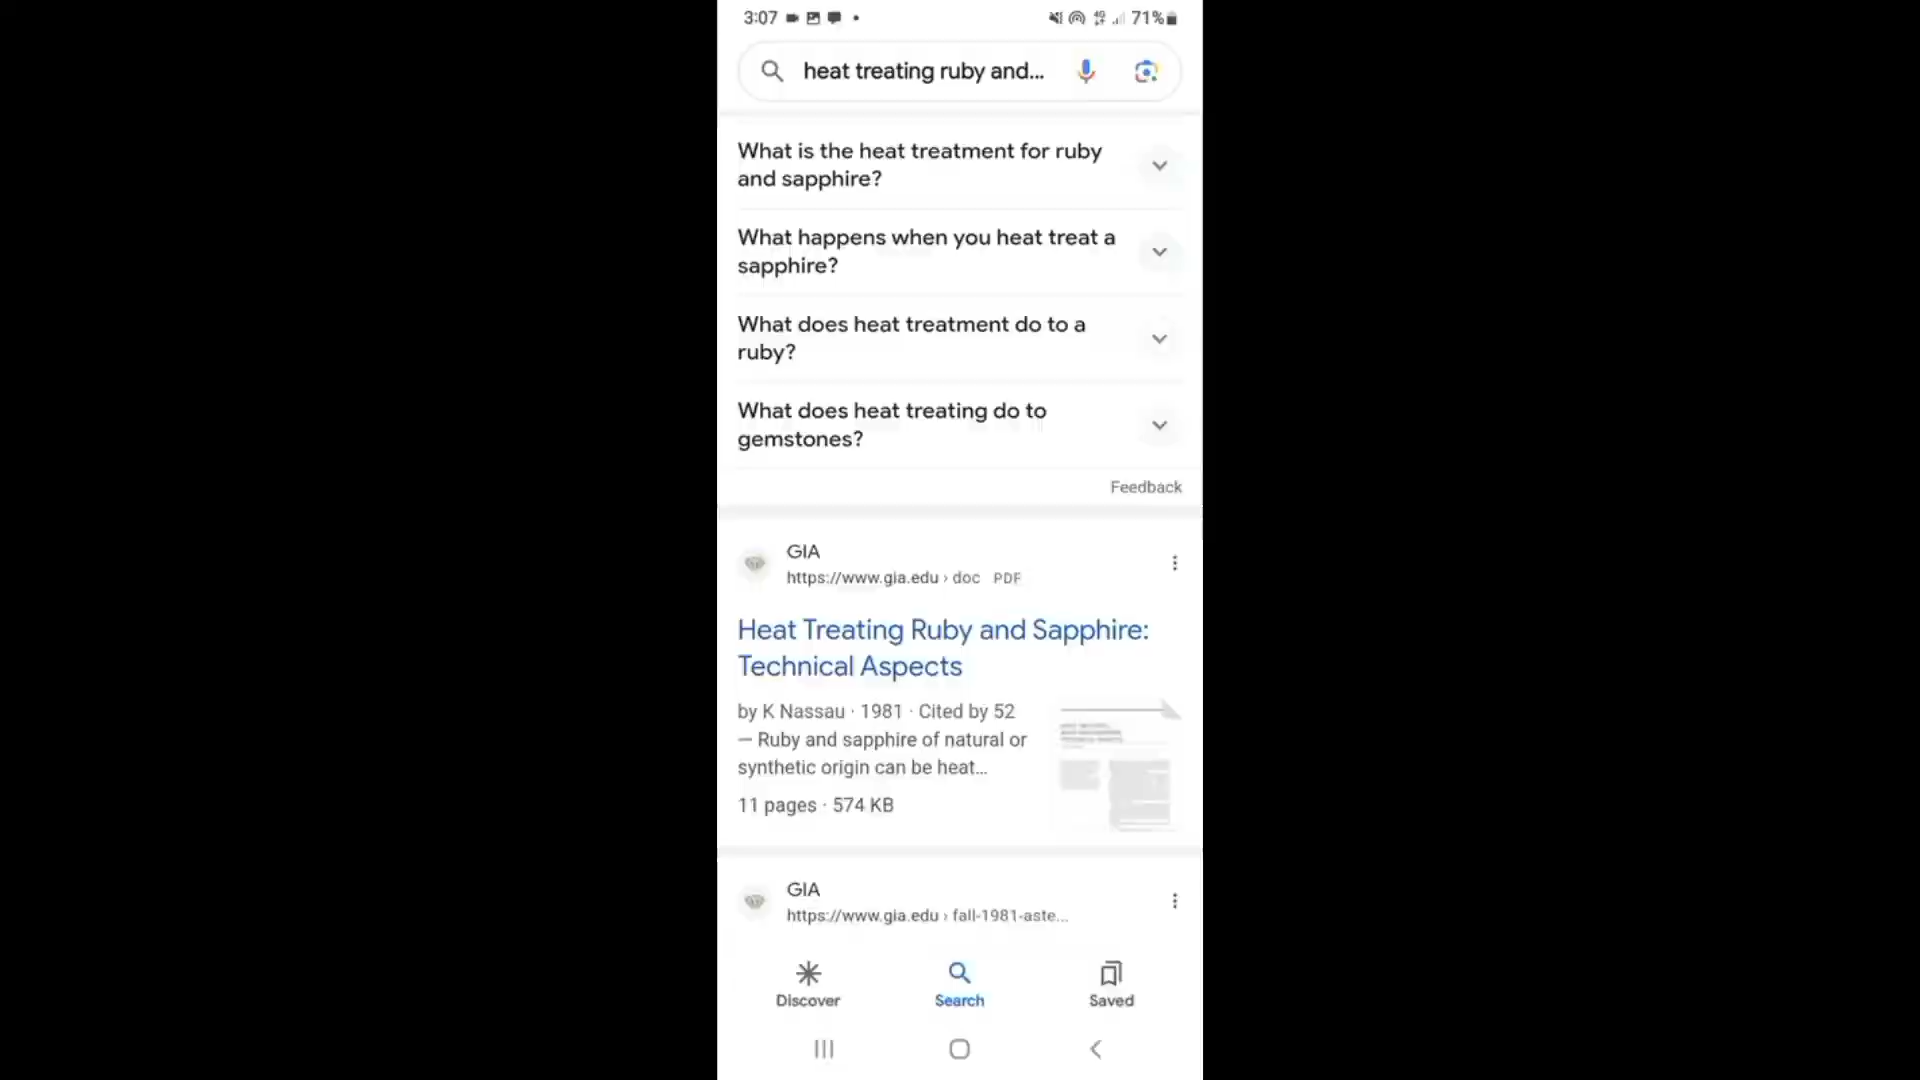 3:07
4G
71%
heat treating ruby and...
What is the heat treatment for ruby
and sapphire?
What happens when you heat treat a
sapphire?
What does heat treatment do to a
ruby?
What does heat treating do to
gemstones?
Feedback
GIA
https://www.gia.edu › doc PDF
Heat Treating Ruby and Sapphire:
Technical Aspects
by K Nassau · 1981 · Cited by 52
— Ruby and sapphire of natural or
synthetic origin can be heat...
11 pages · 574 KB
GIA
https://www.gia.edu › fall-1981-aste...
Discover
Search
Saved